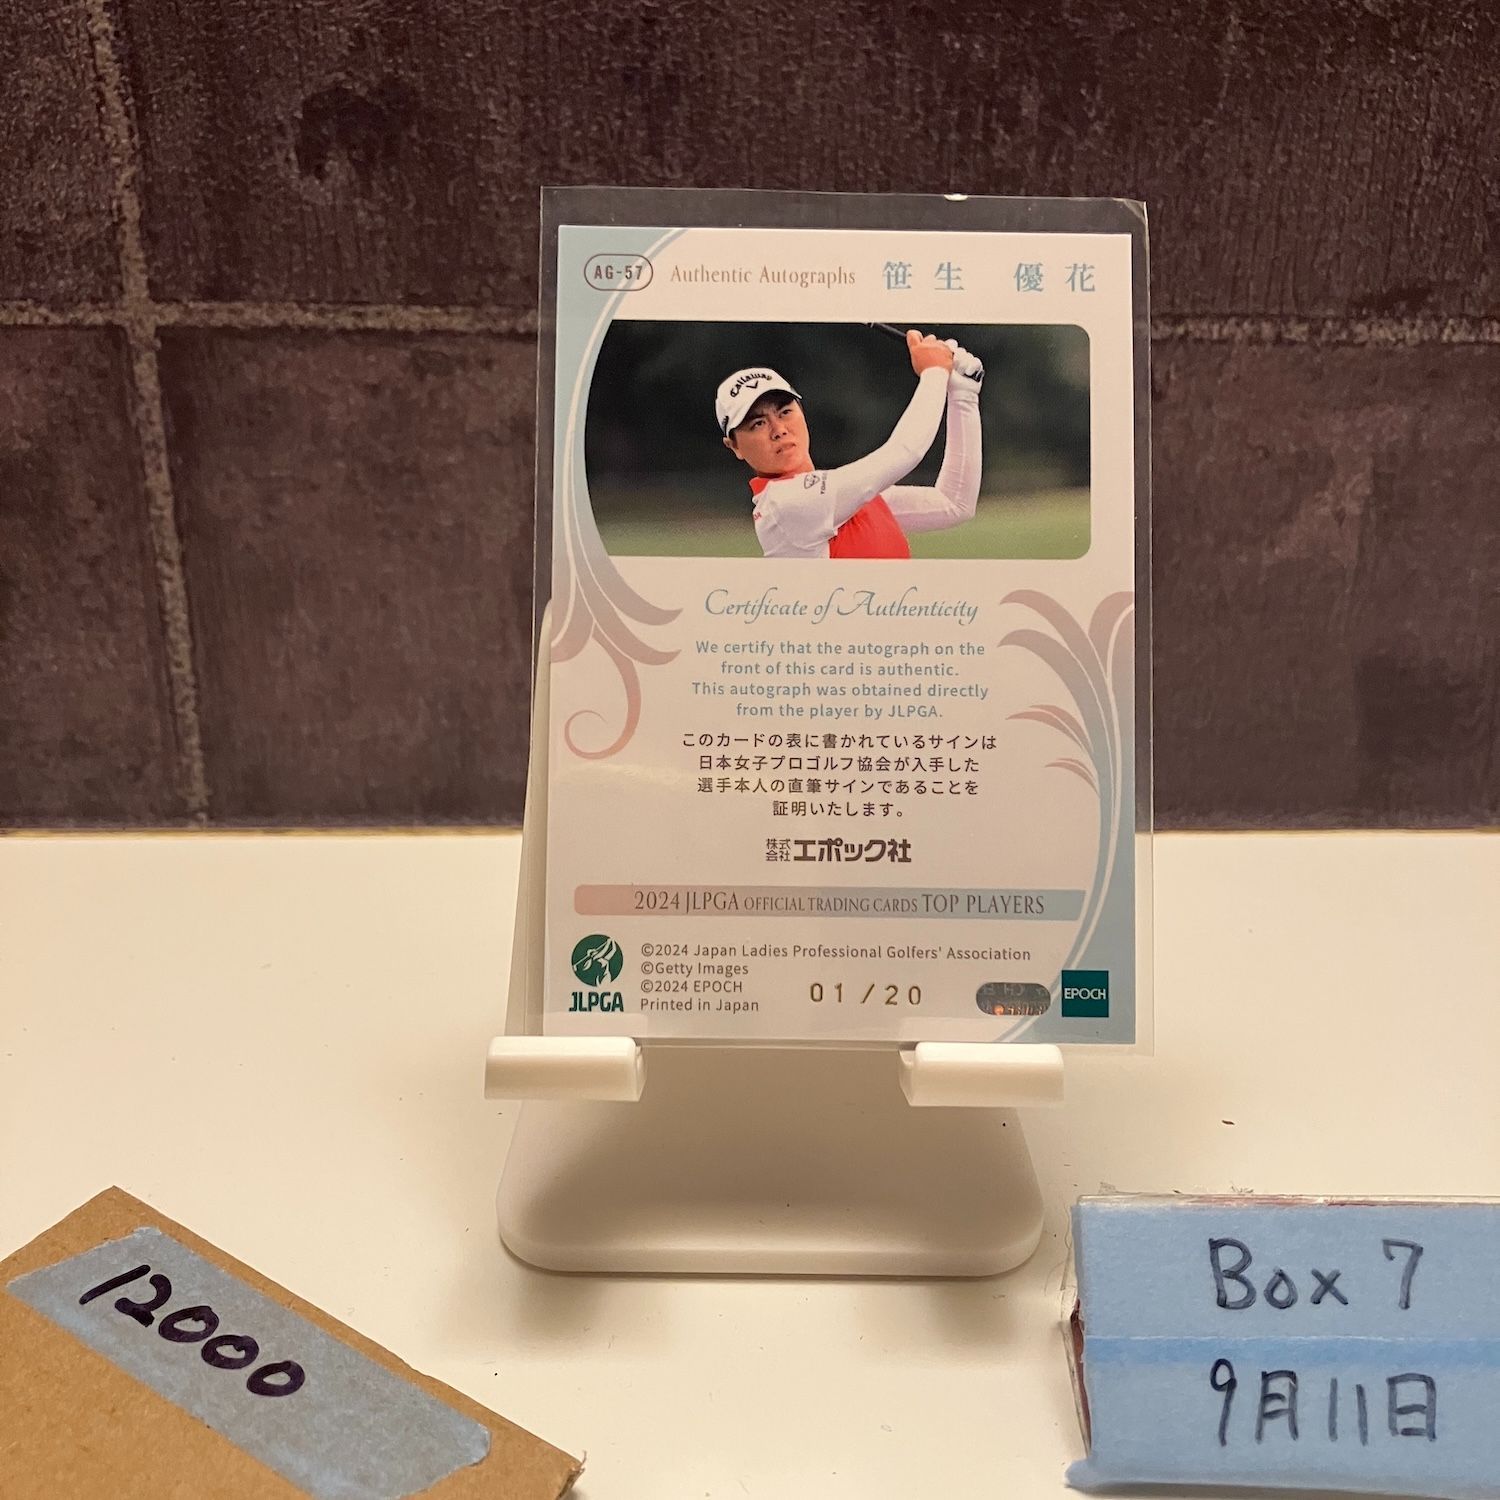 AG-57 Authentic Autographs 笹生 優花
Callaway
Certificate of Authenticity
We certify that the autograph on the
front of this card is authentic.
This autograph was obtained directly
from the player by JLPGA.
このカードの表に書かれているサインは
日本女子プロゴルフ協会が入手した
選手本人の直筆サインであることを
証明いたします。
株式会社エポック社
2024 JLPGA OFFICIAL TRADING CARDS TOP PLAYERS
©2024 Japan Ladies Professional Golfers' Association
©Getty Images
©2024 EPOCH
Printed in Japan
JLPGA
01/20
EPOCH
12000
Box 7
9月11日